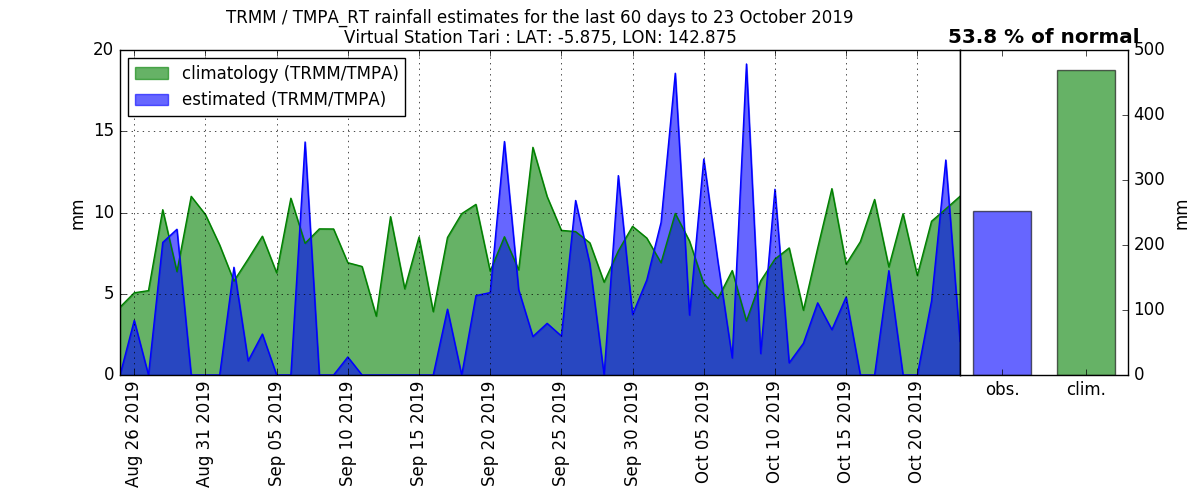 TRMM / TMPA_RT rainfall estimates for the last 60 days to 23 October 2019
Virtual Station Tari : LAT: -5.875, LON: 142.875
53.8 % of normal
climatology (TRMM/TMPA)
estimated (TRMM/TMPA)
20
15
10
5
0
mm
500
400
300
200
100
0
mm
Aug 26 2019
Aug 31 2019
Sep 05 2019
Sep 10 2019
Sep 15 2019
Sep 20 2019
Sep 25 2019
Sep 30 2019
Oct 05 2019
Oct 10 2019
Oct 15 2019
Oct 20 2019
obs.
clim.